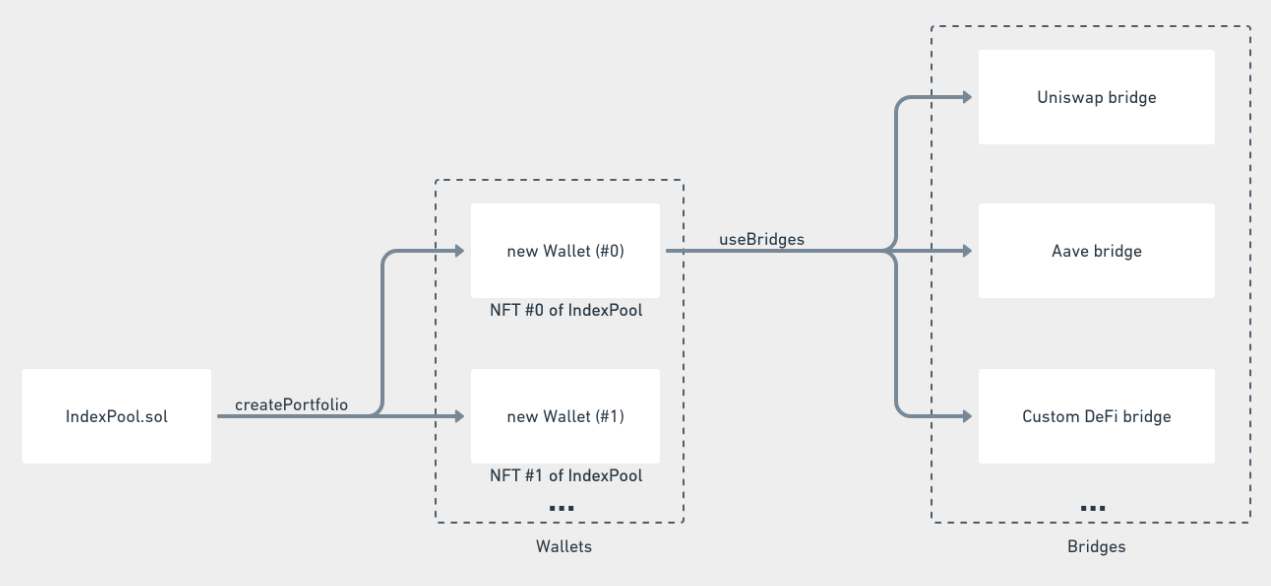 IndexPool.sol
createPortfolio
new Wallet (#0)
NFT #0 of IndexPool
new Wallet (#1)
NFT #1 of IndexPool
...
Wallets
useBridges
Uniswap bridge
Aave bridge
Custom DeFi bridge
...
Bridges